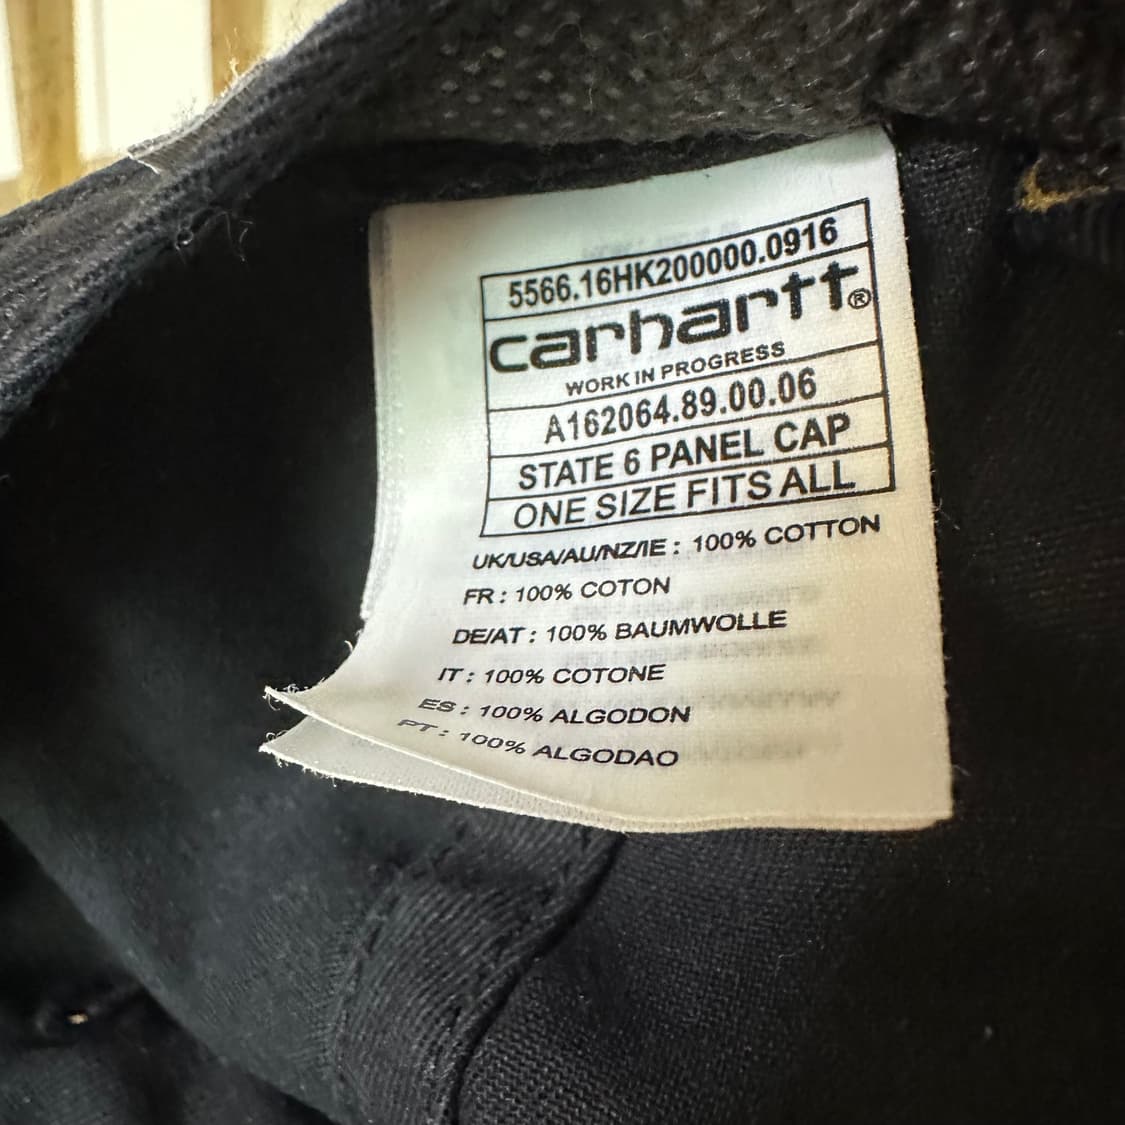 5566.16HK200000.0916
carhartt®
WORK IN PROGRESS
A162064.89.00.06
STATE 6 PANEL CAP
ONE SIZE FITS ALL
UK/USA/AU/NZ/IE : 100% COTTON
FR : 100% COTON
DE/AT : 100% BAUMWOLLE
IT : 100% COTONE
ES : 100% ALGODON
PT : 100% ALGODAO